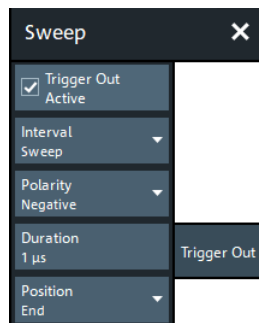 Sweep
Trigger Out
Active
Interval
Sweep
Polarity
Negative
Duration
1 µs
Trigger Out
Position
End